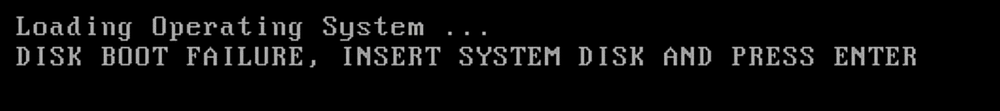 Loading Operating System ...
DISK BOOT FAILURE, INSERT SYSTEM DISK AND PRESS ENTER